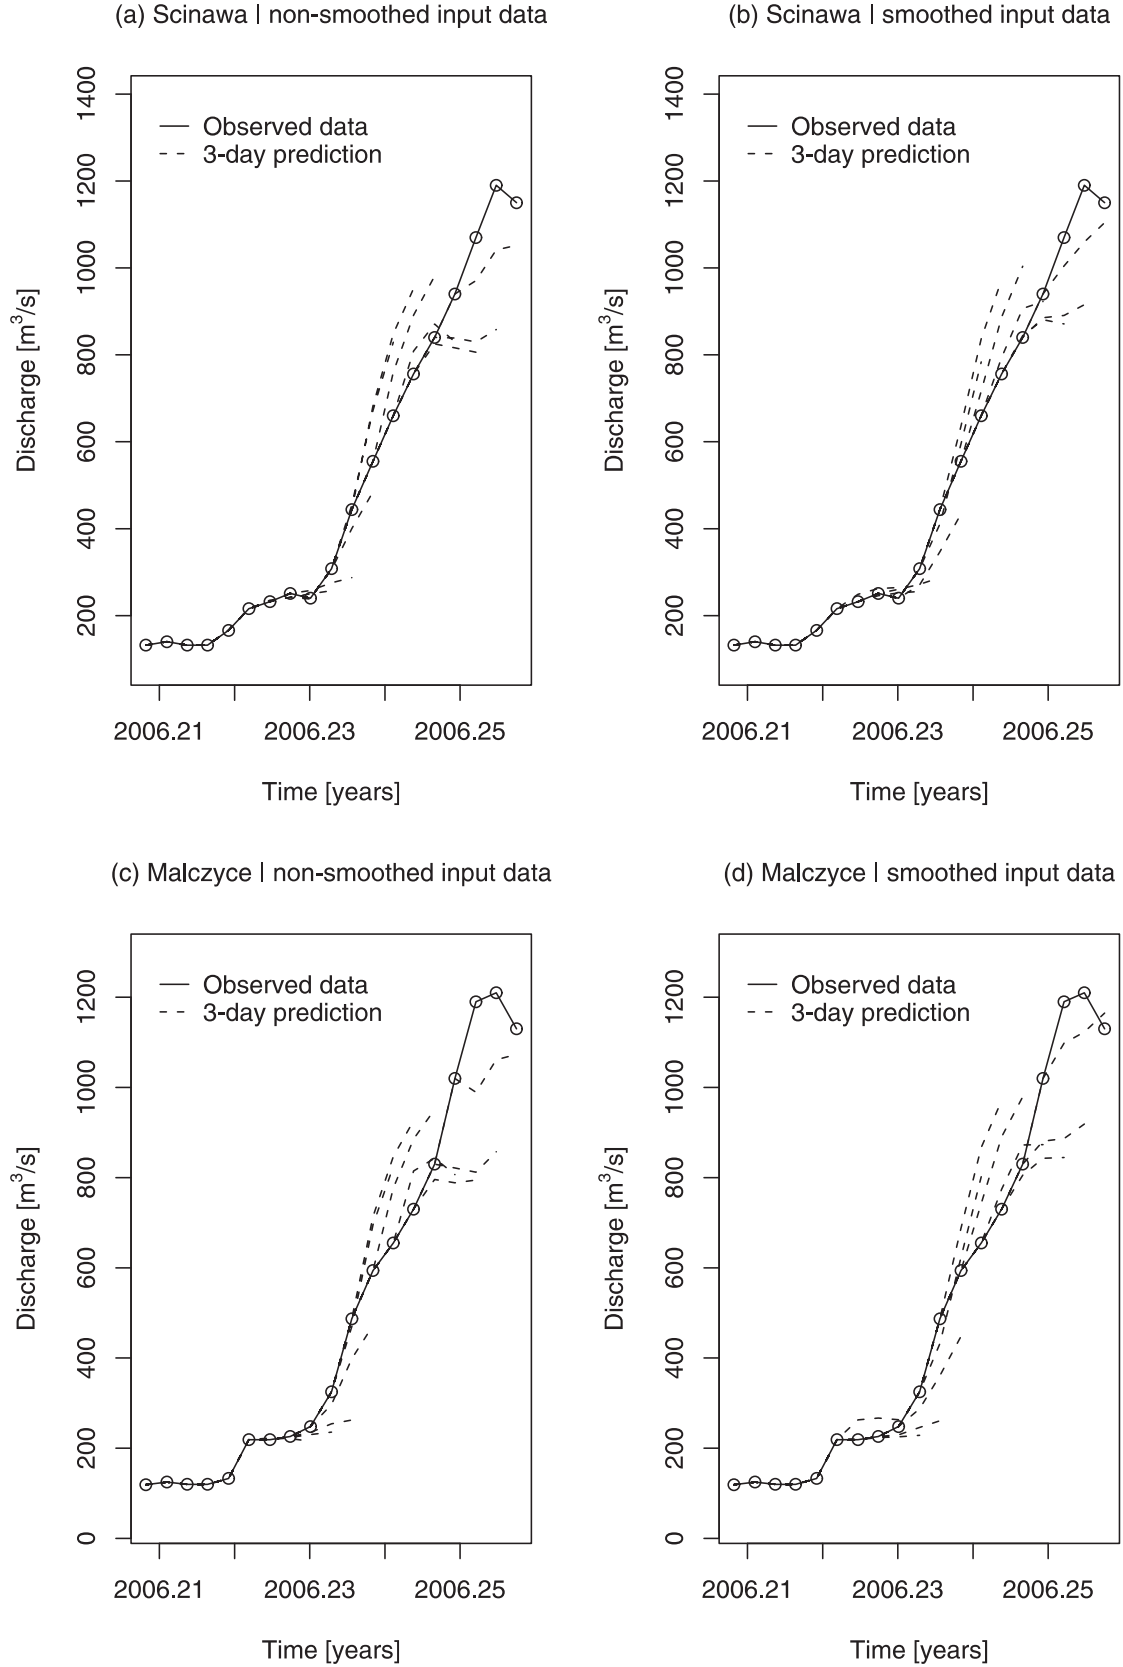 (a) Scinawa | non-smoothed input data
1400
1200
1000
800
600
400
200
Discharge [m³/s]
Observed data
3-day prediction
2006.21
2006.23
2006.25
Time [years]
(b) Scinawa | smoothed input data
1400
1200
1000
800
600
400
200
Discharge [m³/s]
Observed data
3-day prediction
2006.21
2006.23
2006.25
Time [years]
(c) Malczyce | non-smoothed input data
1200
1000
800
600
400
200
0
Discharge [m³/s]
Observed data
3-day prediction
2006.21
2006.23
2006.25
Time [years]
(d) Malczyce | smoothed input data
1200
1000
800
600
400
200
0
Discharge [m³/s]
Observed data
3-day prediction
2006.21
2006.23
2006.25
Time [years]